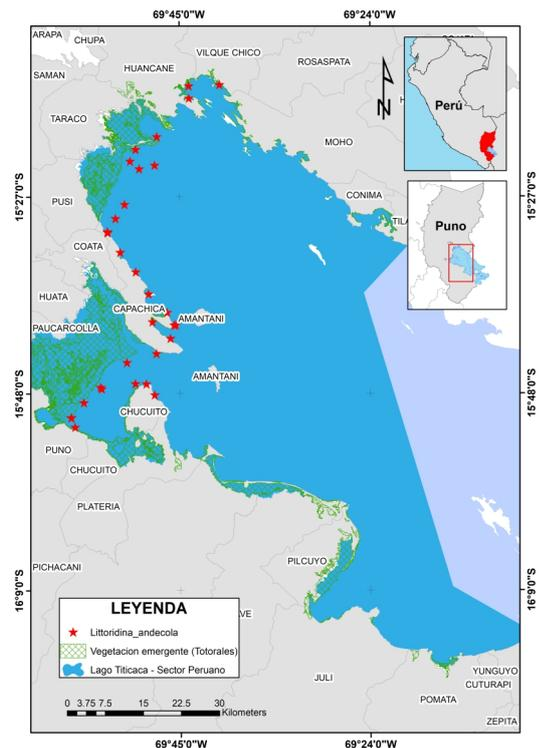 69°45'0"W
69°24'0"W
ARAPA
CHUPA
VILQUE CHICO
SAMAN
HUANCANE
ROSASPATA
TARACO
MOHO
N
Perú
15°27'0"S
15°27'0"S
CONIMA
PUSI
COATA
Puno
HUATA
CAPACHICA
AMANTANI
PAUCARCOLLA
AMANTANI
15°48'0"S
15°48'0"S
CHUCUITO
PUNO
CHUCUITO
PLATERIA
PICHACANI
PILCUYO
16°9'0"S
16°9'0"S
LEYENDA
Littoridina_andecola
Vegetacion emergente (Totorales)
Lago Titicaca - Sector Peruano
JULI
YUNGUYO
CUTURAPI
POMATA
ZEPITA
0 3.75 7.5 15 22.5 30
Kilometers
69°45'0"W
69°24'0"W